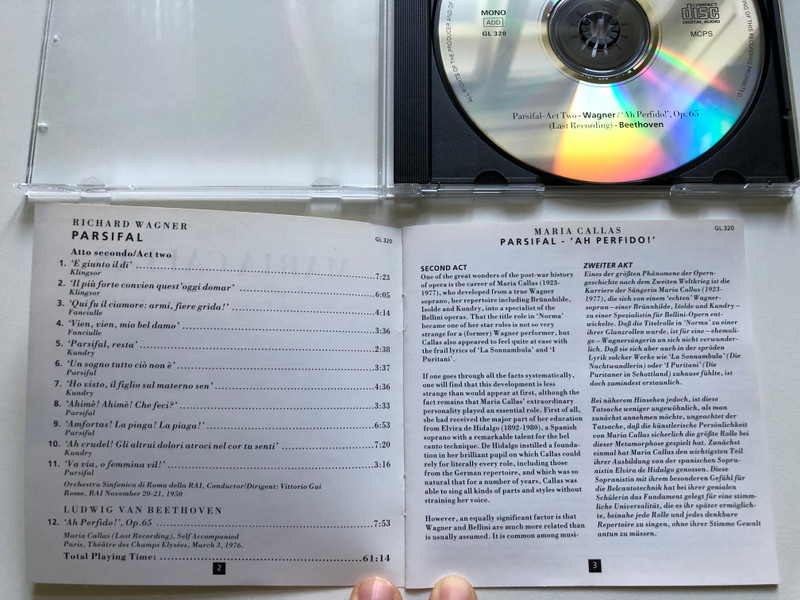 ALL RIGHTS OF THE PRODUCER AND OF
MONO
ADD
GL 320
COMPACT
disc
DIGITAL AUDIO
MCPS
ING OF THIS RECORDING PROHIBITED
Parsifal-Act Two - Wagner / 'Ah Perfido!', Op. 65
(Last Recording) - Beethoven
RICHARD WAGNER
PARSIFAL
GL 320
Atto secondo/Act two
1. 'E giunto il di' 7:23
Klingsor
2. 'Il più forte convien quest'oggi domar' 6:05
Klingsor
3. 'Qui fu il ciamore: armi, fiere grida!' 4:14
Fanciulle
4. 'Vien, vien, mio bel damo' 3:36
Fanciulle
5. 'Parsifal, resta' 2:38
Kundry
6. 'Un sogno tutto ciò non è' 3:37
Parsifal
7. 'Ho visto, il figlio sul materno sen' 4:36
Kundry
8. 'Ahimè! Ahimè! Che feci?' 3:33
Parsifal
9. 'Amfortas! La piaga! La piaga!' 6:53
Parsifal
10. 'Ah crudel! Gli altrui dolori atroci nel cor tu senti' 7:20
Kundry
11. 'Va via, o femmina vil!' 3:16
Parsifal
Orchestra Sinfonica di Roma della RAI, Conductor/Dirigent: Vittorio Gui
Rome, RAI November 20-21, 1950
LUDWIG VAN BEETHOVEN
12. 'Ah Perfido!', Op.65 7:53
Maria Callas (Last Recording), Self Accompanied
Paris, Théâtre des Champs Elysées, March 3, 1976.
Total Playing Time: 61:14
2
MARIA CALLAS
PARSIFAL - 'AH PERFIDO!'
GL 320
SECOND ACT
One of the great wonders of the post-war history
of opera is the career of Maria Callas (1923-
1977), who developed from a true Wagner
soprano, her repertoire including Brünnhilde,
Isolde and Kundry, into a specialist of the
Bellini operas. That the title role in 'Norma'
became one of her star roles is not so very
strange for a (former) Wagner performer, but
Callas also appeared to feel quite at ease with
the frail lyrics of 'La Sonnambula' and 'I
Puritani'.
If one goes through all the facts systematically,
one will find that this development is less
strange than would appear at first, although the
fact remains that Maria Callas' extraordinary
personality played an essential role. First of all,
she had received the major part of her education
from Elvira de Hidalgo (1892-1980), a Spanish
soprano with a remarkable talent for the bel
canto technique. De Hidalgo instilled a founda-
tion in her brilliant pupil on which Callas could
rely for literally every role, including those
from the German repertoire, and which was so
natural that for a number of years, Callas was
able to sing all kinds of parts and styles without
straining her voice.
However, an equally significant factor is that
Wagner and Bellini are much more related than
is usually assumed. It is common among musi-
ZWEITER AKT
Eines der größten Phänomene der Opern-
geschichte nach dem Zweiten Weltkrieg ist die
Karriere der Sängerin Maria Callas (1923-
1977), die sich von einem 'echten' Wagner-
sopran – einer Brünnhilde, Isolde und Kundry –
zu einer Spezialistin für Bellini-Opern ent-
wickelte. Daß die Titelrolle in 'Norma' zu einer
ihrer Glanzrollen wurde, ist für eine – ehemali-
ge – Wagnersängerin an sich nicht verwunder-
lich. Daß sie sich aber auch in der spröden
Lyrik solcher Werke wie 'La Sonnambula' (Die
Nachtwandlerin) oder 'I Puritani' (Die
Puritaner in Schottland) zuhause fühlte, ist
doch zumindest erstaunlich.
Bei näherem Hinsehen jedoch, ist diese
Tatsache weniger ungewöhnlich, als man
zunächst annehmen möchte, ungeachtet der
Tatsache, daß die künstlerische Persönlichkeit
von Maria Callas sicherlich die größte Rolle bei
dieser Metamorphose gespielt hat. Zunächst
einmal hat Maria Callas den wichtigsten Teil
ihrer Ausbildung von der spanischen Sopra-
nistin Elvira de Hidalgo genossen. Diese
Sopranistin mit ihrem besonderen Gefühl für
die Belcantotechnik hat bei ihrer genialen
Schülerin das Fundament gelegt für eine stimm-
liche Universalität, die es ihr später ermöglich-
te, beinahe jede Rolle und jedes denkbare
Repertoire zu singen, ohne ihrer Stimme Gewalt
antun zu müssen.
3